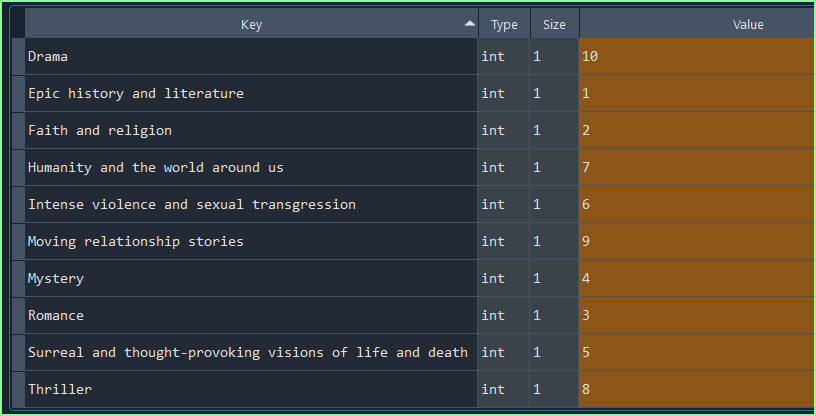 Key Type Size Value
Drama int 1 10
Epic history and literature int 1 1
Faith and religion int 1 2
Humanity and the world around us int 1 7
Intense violence and sexual transgression int 1 6
Moving relationship stories int 1 9
Mystery int 1 4
Romance int 1 3
Surreal and thought-provoking visions of life and death int 1 5
Thriller int 1 8